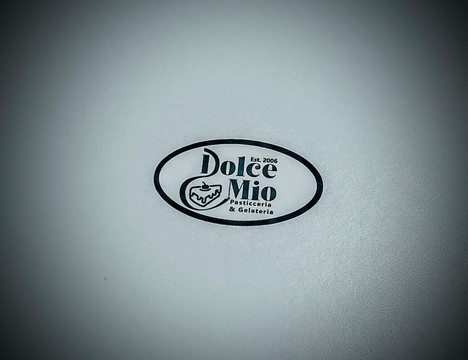 Est. 2006
Dolce
Mio
Pasticceria
& Gelateria